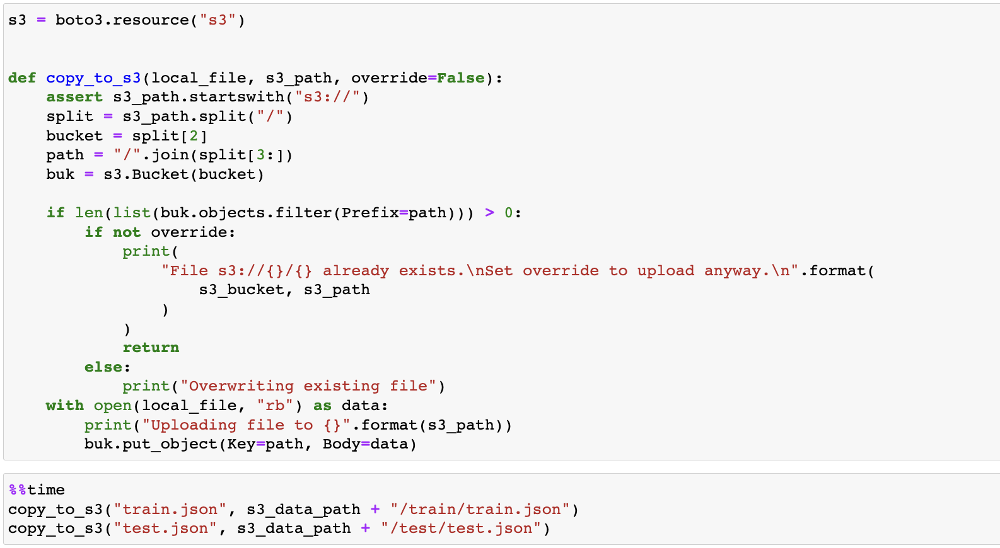 s3 = boto3.resource("s3")
def copy_to_s3(local_file, s3_path, override=False):
    assert s3_path.startswith("s3://")
    split = s3_path.split("/")
    bucket = split[2]
    path = "/".join(split[3:])
    buk = s3.Bucket(bucket)
    if len(list(buk.objects.filter(Prefix=path))) > 0:
        if not override:
            print(
                "File s3://{}/{} already exists.\nSet override to upload anyway.\n".format(
                    s3_bucket, s3_path
                )
            )
            return
        else:
            print("Overwriting existing file")
    with open(local_file, "rb") as data:
        print("Uploading file to {}".format(s3_path))
        buk.put_object(Key=path, Body=data)
%%time
copy_to_s3("train.json", s3_data_path + "/train/train.json")
copy_to_s3("test.json", s3_data_path + "/test/test.json")